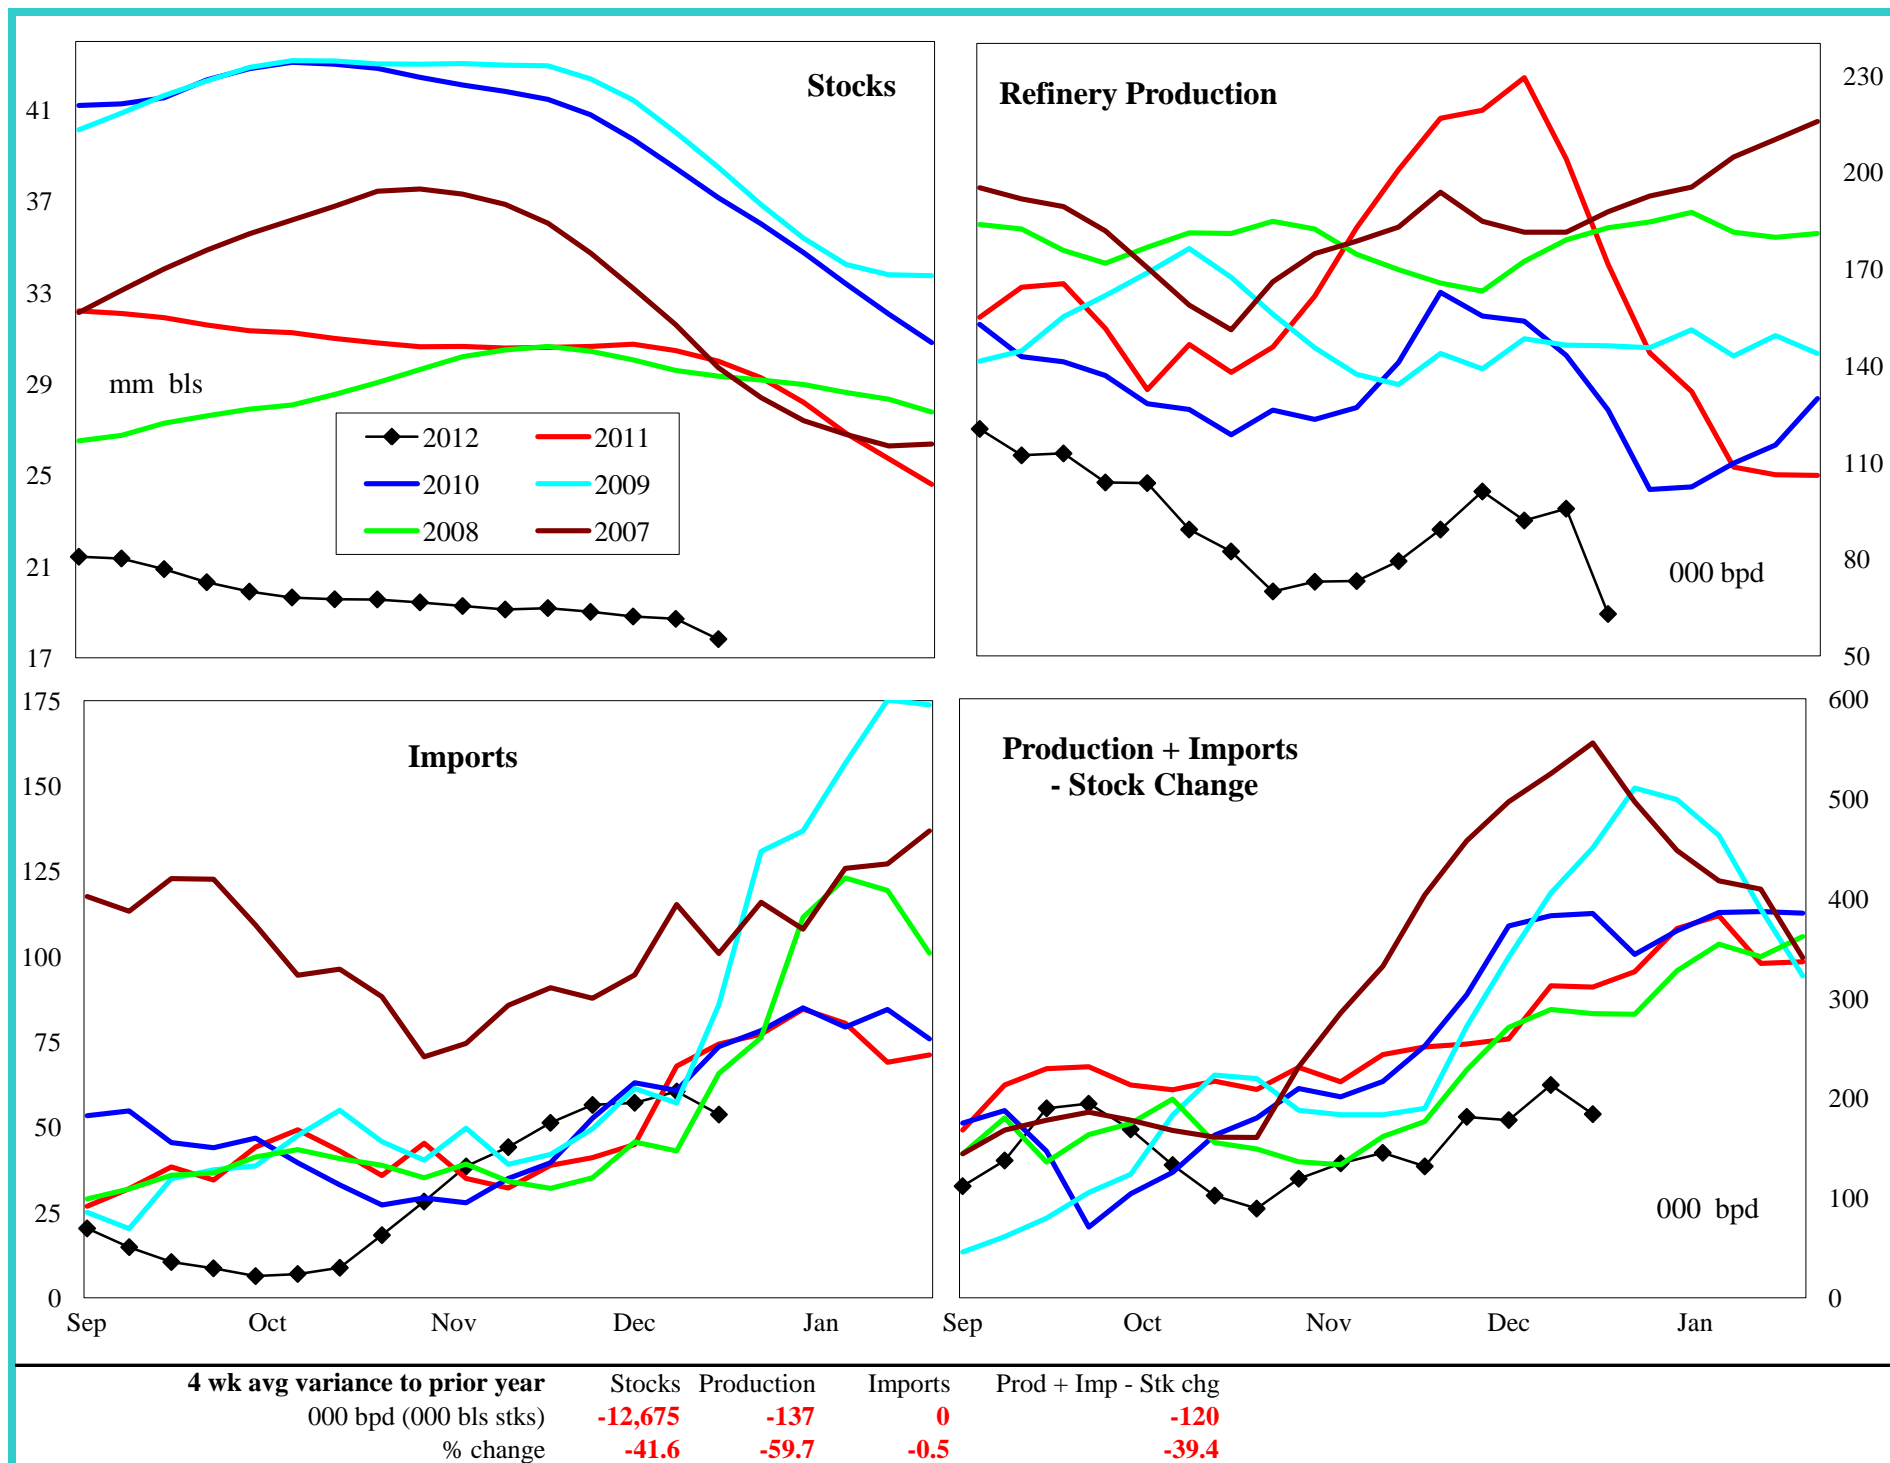 Stocks
41
37
33
29
25
21
17
mm bls
2012
2011
2010
2009
2008
2007
Refinery Production
230
200
170
140
110
80
50
000 bpd
Imports
175
150
125
100
75
50
25
0
Sep Oct Nov Dec Jan
Production + Imports
- Stock Change
600
500
400
300
200
100
0
000 bpd
Sep Oct Nov Dec Jan
4 wk avg variance to prior year Stocks Production Imports Prod + Imp - Stk chg
000 bpd (000 bls stks) -12,675 -137 0 -120
% change -41.6 -59.7 -0.5 -39.4